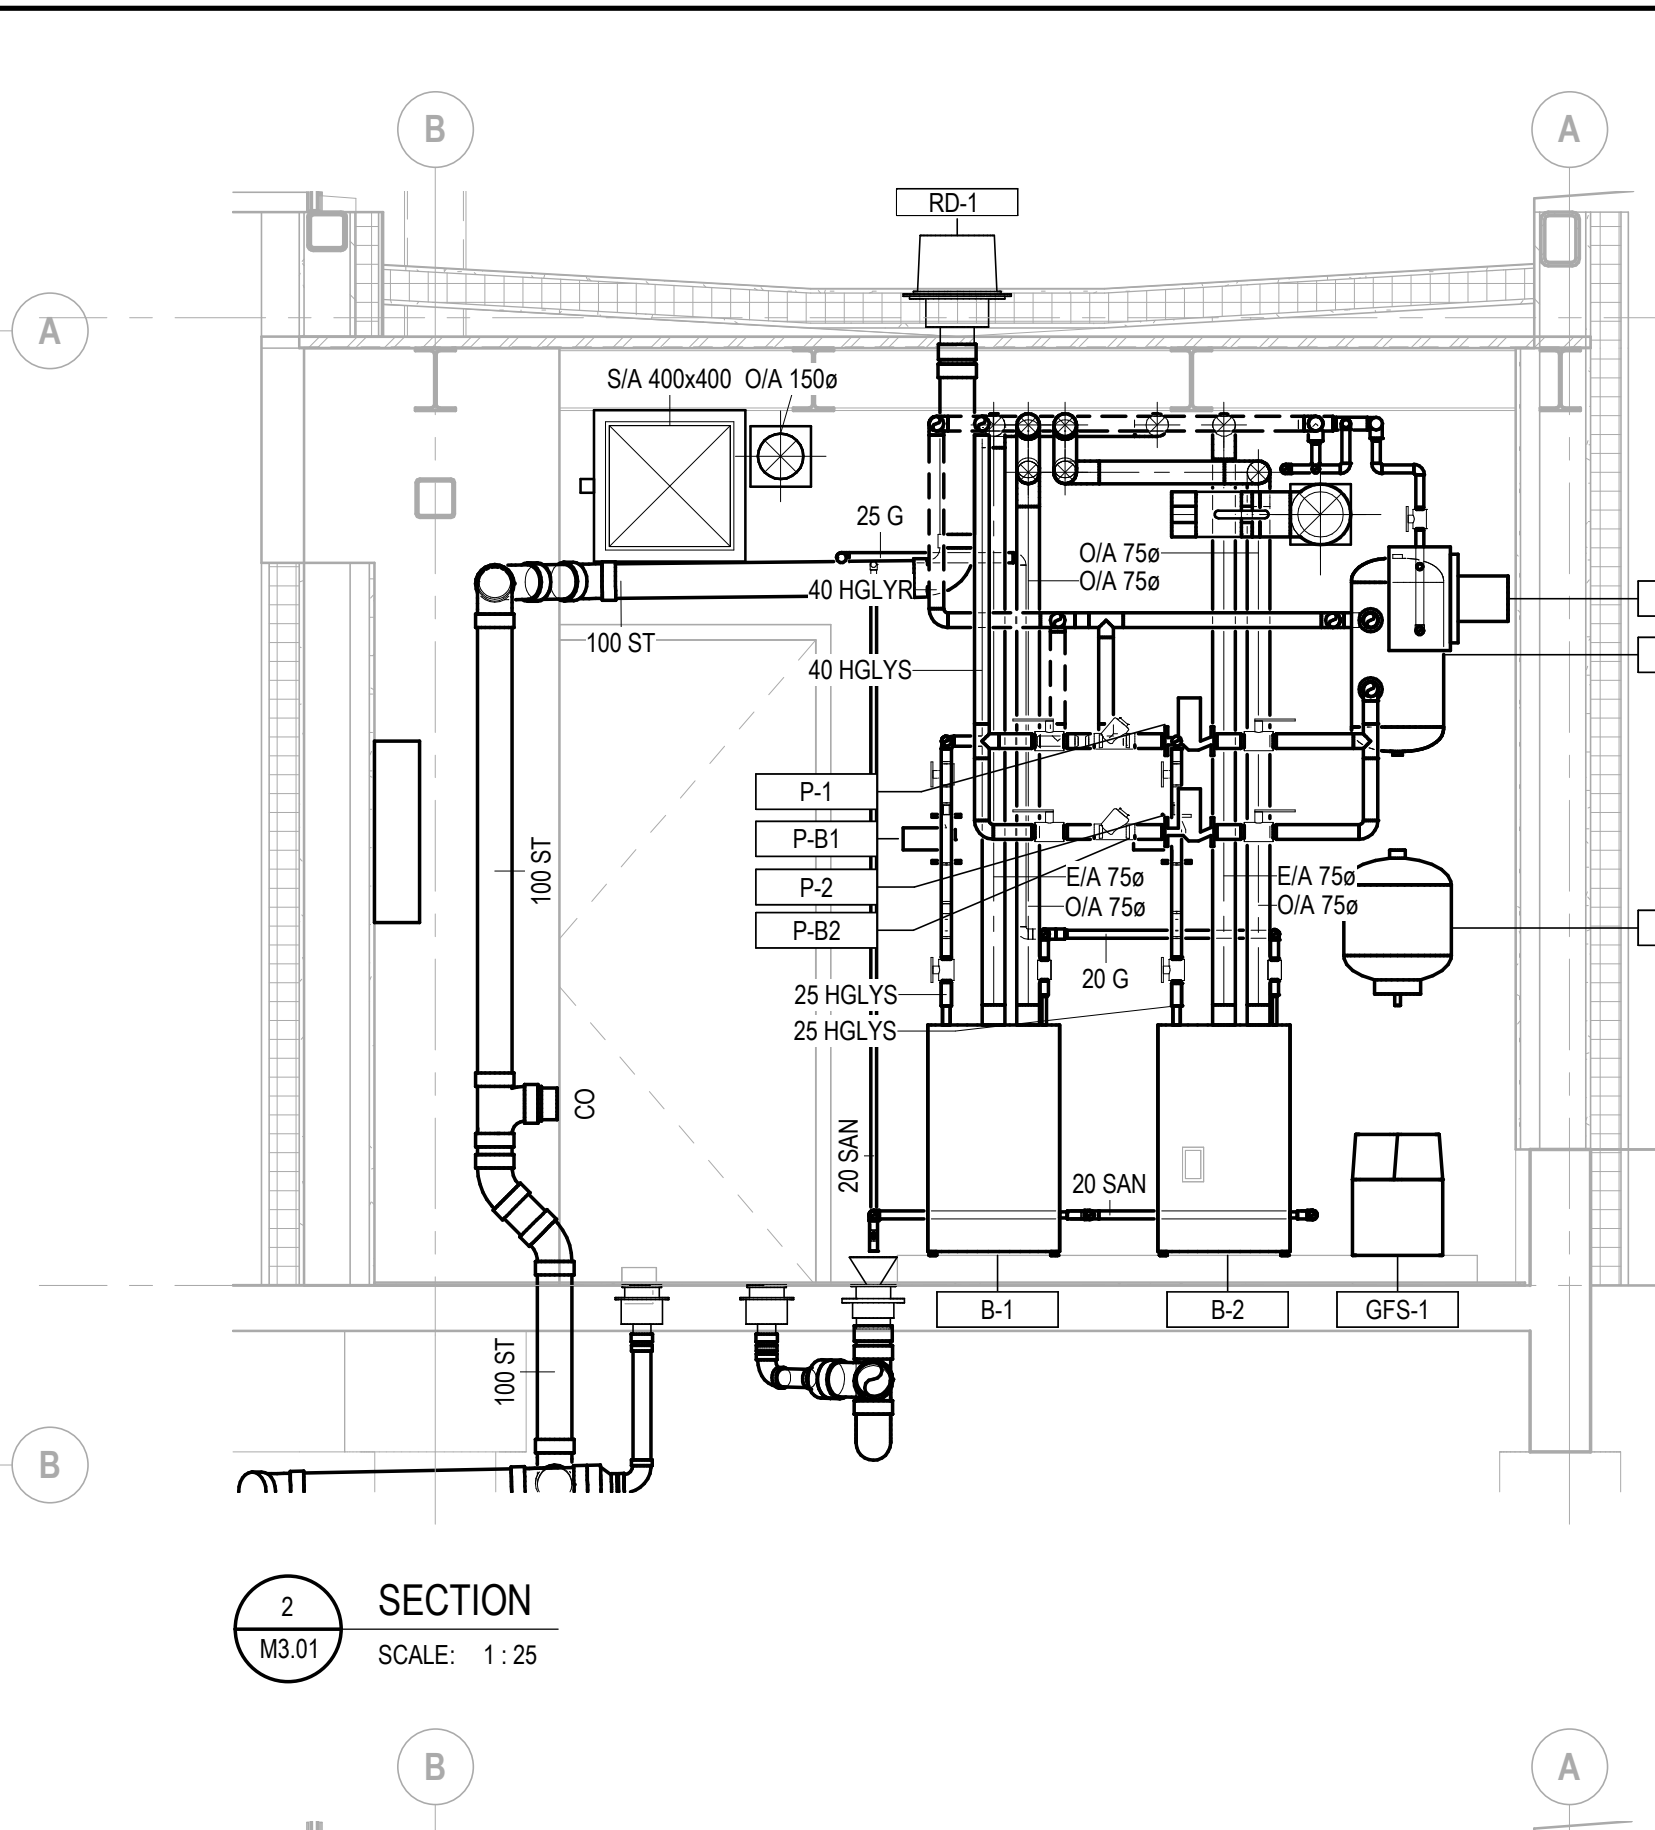 B
A
RD-1
A
S/A 400x400
O/A 150ø
25 G
O/A 75ø
O/A 75ø
40 HGLYR
100 ST
40 HGLYS
P-1
P-B1
P-2
P-B2
100 ST
E/A 75ø
O/A 75ø
E/A 75ø
O/A 75ø
20 G
25 HGLYS
25 HGLYS
CO
20 SAN
20 SAN
B-1
B-2
GFS-1
100 ST
B
2
M3.01
SECTION
SCALE: 1 : 25
B
A